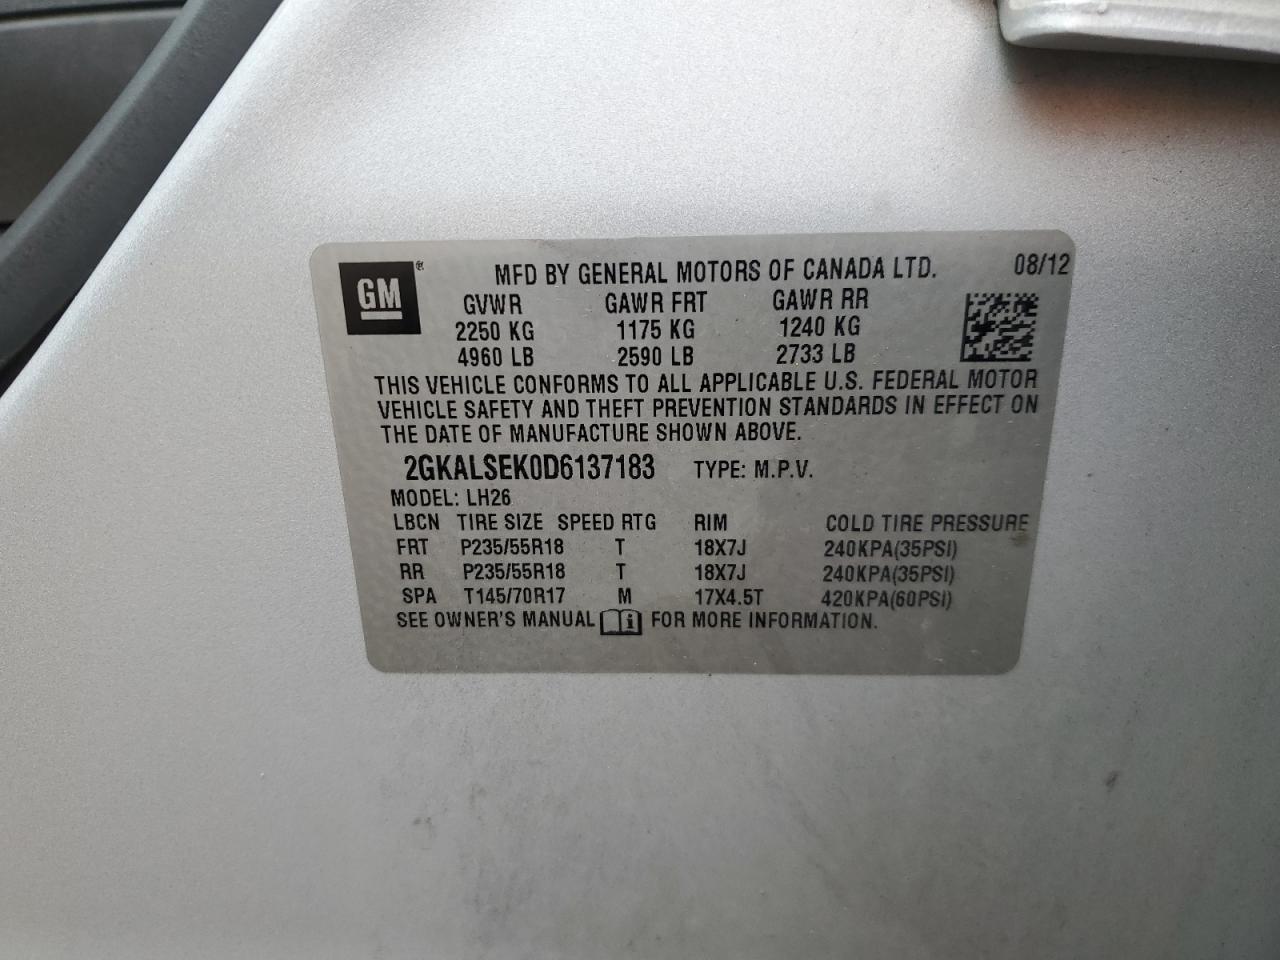 GM® MFD BY GENERAL MOTORS OF CANADA LTD. 08/12
GVWR GAWR FRT GAWR RR
2250 KG 1175 KG 1240 KG
4960 LB 2590 LB 2733 LB
THIS VEHICLE CONFORMS TO ALL APPLICABLE U.S. FEDERAL MOTOR
VEHICLE SAFETY AND THEFT PREVENTION STANDARDS IN EFFECT ON
THE DATE OF MANUFACTURE SHOWN ABOVE.
2GKALSEK0D6137183 TYPE: M.P.V.
MODEL: LH26
LBCN TIRE SIZE SPEED RTG RIM COLD TIRE PRESSURE
FRT P235/55R18 T 18X7J 240KPA(35PSI)
RR P235/55R18 T 18X7J 240KPA(35PSI)
SPA T145/70R17 M 17X4.5T 420KPA(60PSI)
SEE OWNER'S MANUAL i FOR MORE INFORMATION.